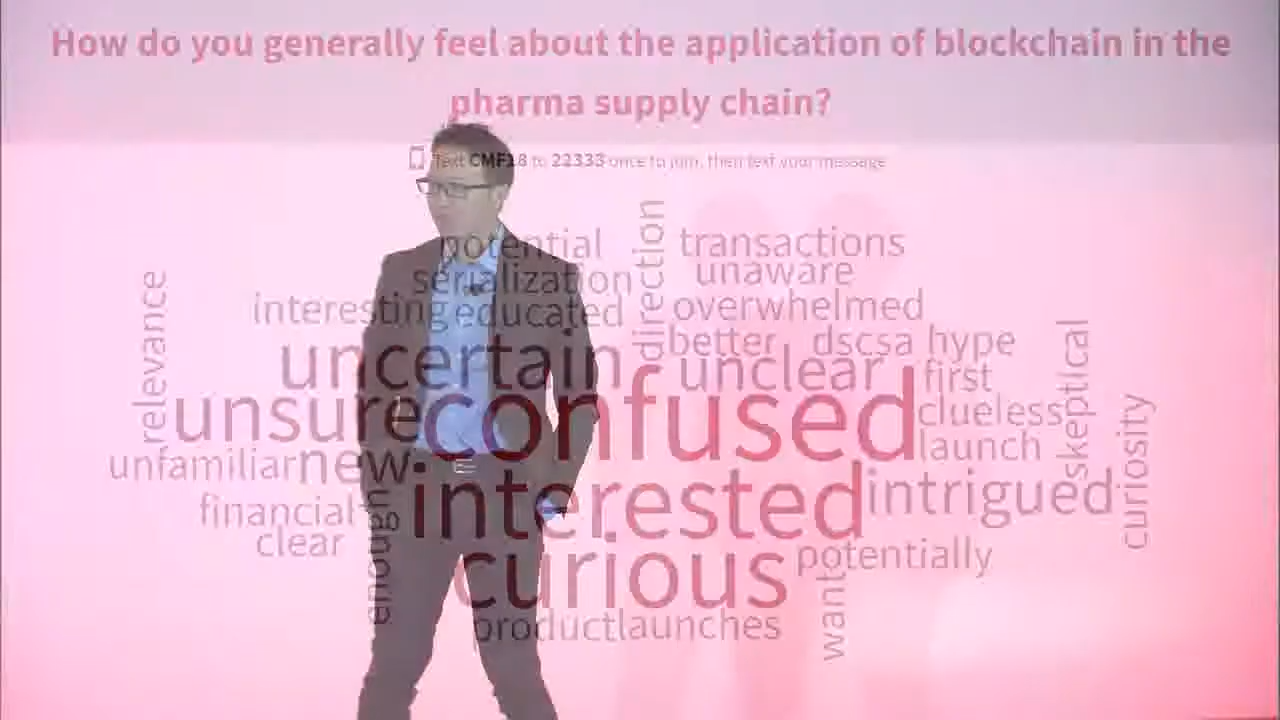 How do you generally feel about the application of blockchain in the
pharma supply chain?
Text CMF18 to 22333 once to join, then text your message
potential
direction
transactions
serialization
unaware
relevance
interesting
educated
overwhelmed
uncertain
better
dscsa
hype
unclear
first
skeptical
unsure
confused
clueless
launch
curiosity
unfamiliar
new
interested
intrigued
financial
enough
clear
curious
potentially
want
productlaunches